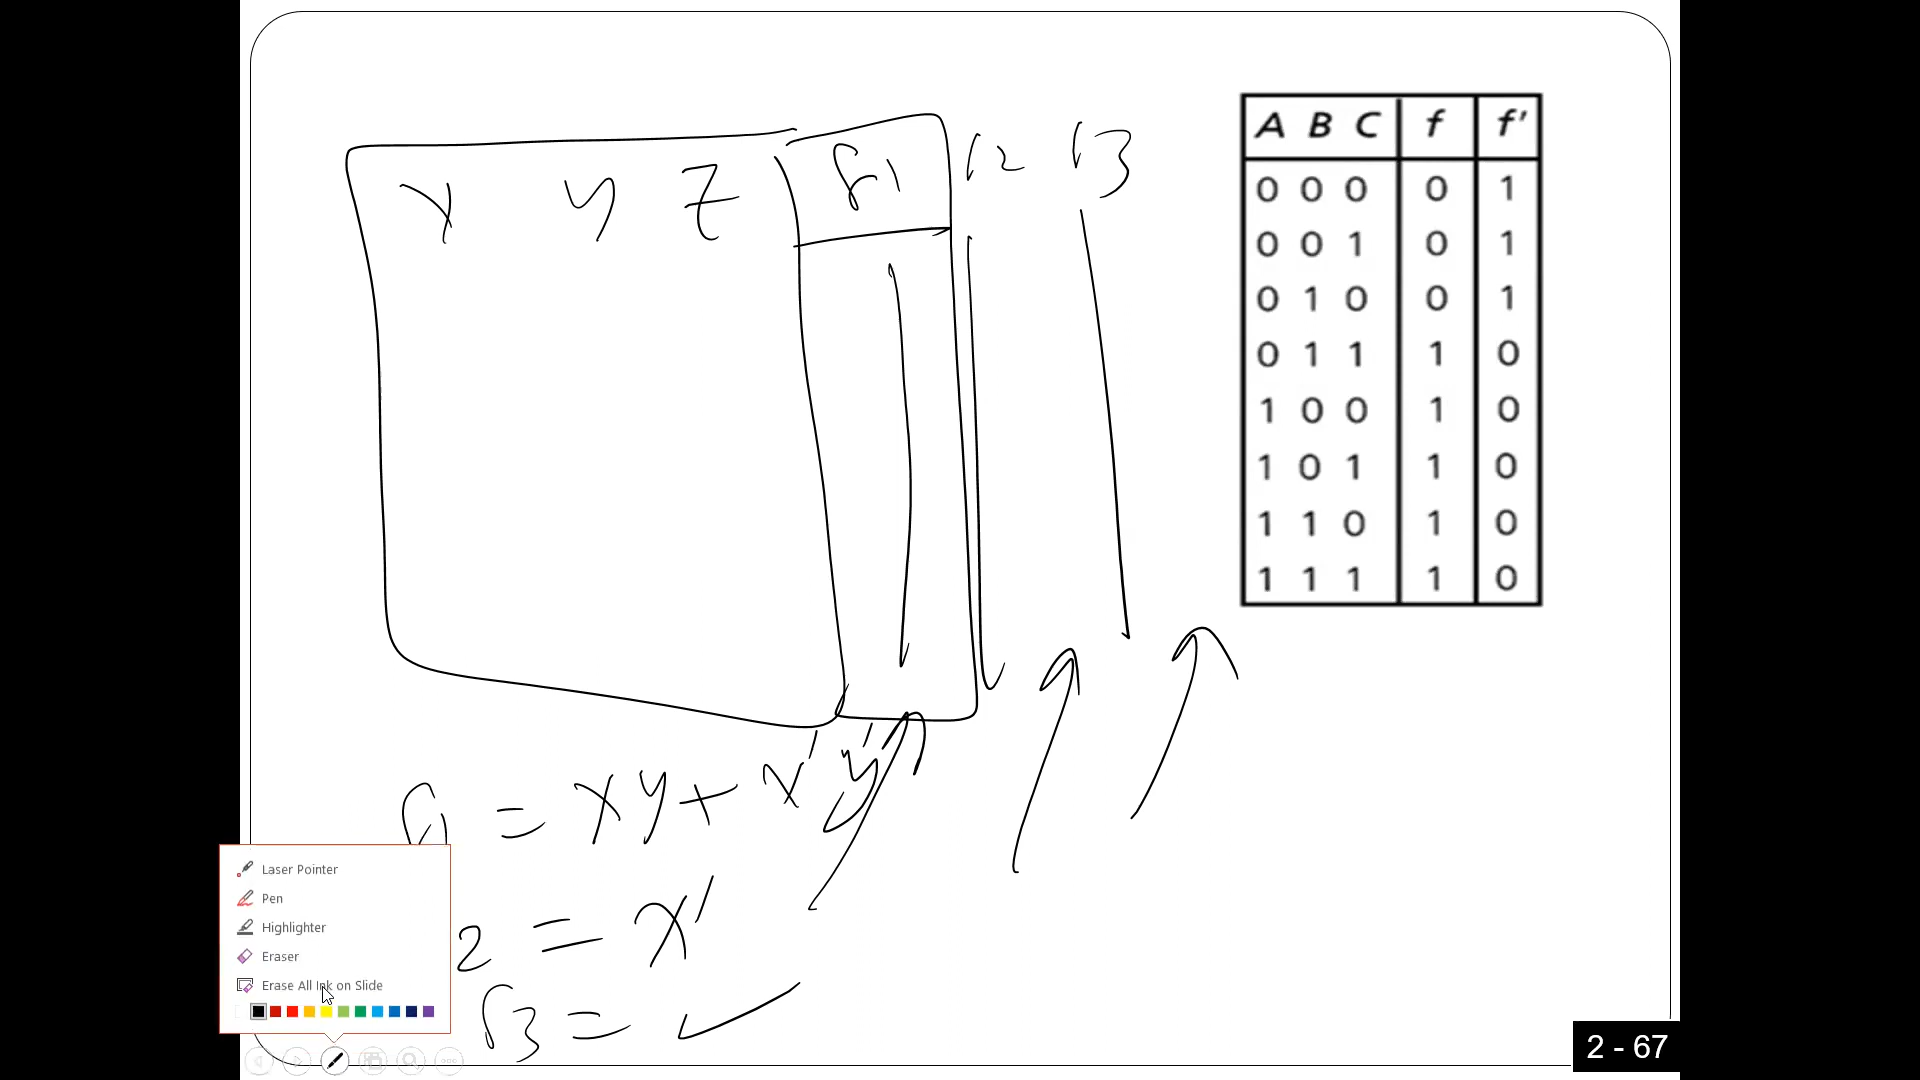 x y z f1 f2 f3
A B C f f'
0 0 0 0 1
0 0 1 0 1
0 1 0 0 1
0 1 1 1 0
1 0 0 1 0
1 0 1 1 0
1 1 0 1 0
1 1 1 1 0
f1 = xy + x'y'
Laser Pointer
Pen
Highlighter
Eraser
Erase All Ink on Slide
2 = x'
f3 =
2 - 67